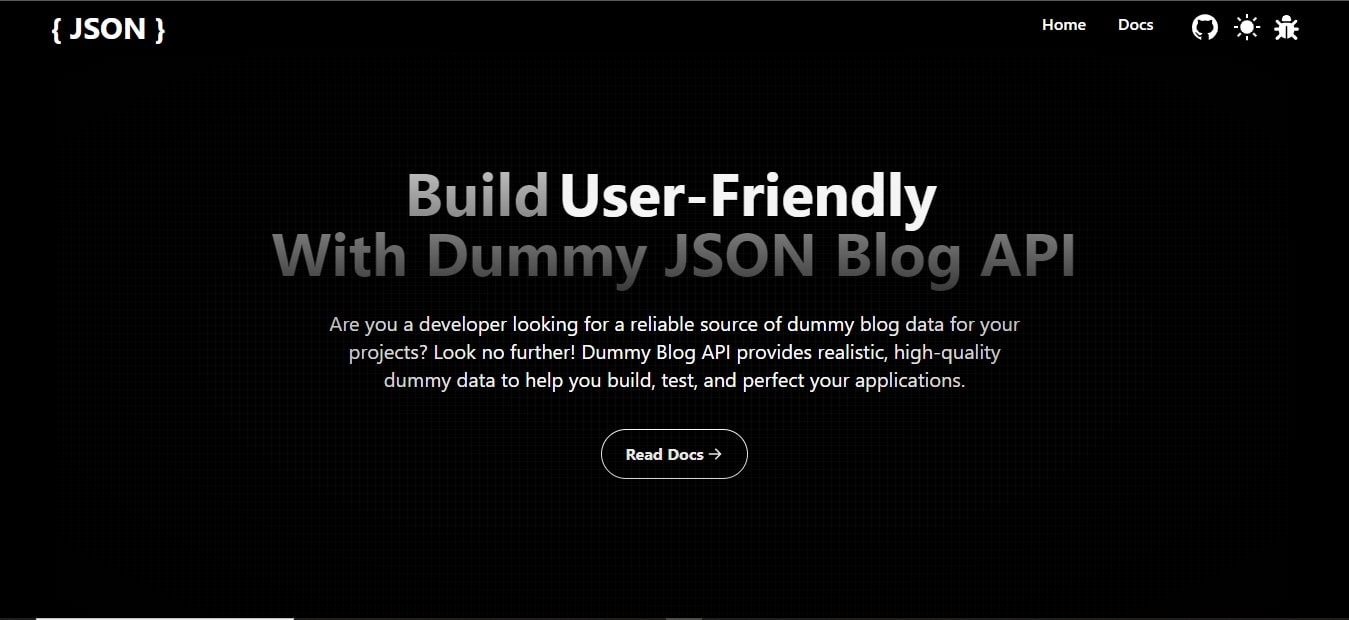 { JSON }
Home
Docs
Build User-Friendly
With Dummy JSON Blog API
Are you a developer looking for a reliable source of dummy blog data for your
projects? Look no further! Dummy Blog API provides realistic, high-quality
dummy data to help you build, test, and perfect your applications.
Read Docs →